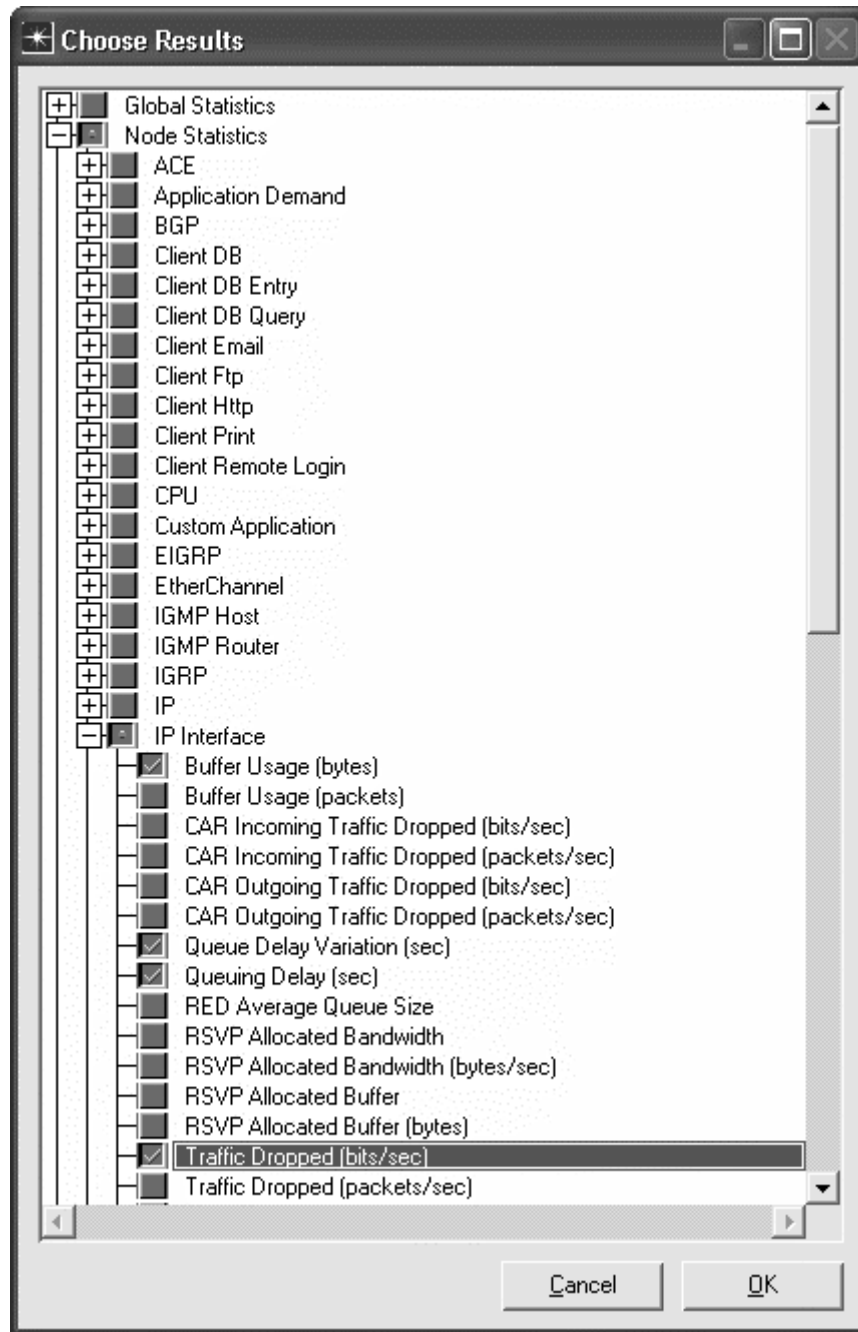 Choose Results
Global Statistics
Node Statistics
ACE
Application Demand
BGP
Client DB
Client DB Entry
Client DB Query
Client Email
Client Ftp
Client Http
Client Print
Client Remote Login
CPU
Custom Application
EIGRP
EtherChannel
IGMP Host
IGMP Router
IGRP
IP
IP Interface
Buffer Usage (bytes)
Buffer Usage (packets)
CAR Incoming Traffic Dropped (bits/sec)
CAR Incoming Traffic Dropped (packets/sec)
CAR Outgoing Traffic Dropped (bits/sec)
CAR Outgoing Traffic Dropped (packets/sec)
Queue Delay Variation (sec)
Queuing Delay (sec)
RED Average Queue Size
RSVP Allocated Bandwidth
RSVP Allocated Bandwidth (bytes/sec)
RSVP Allocated Buffer
RSVP Allocated Buffer (bytes)
Traffic Dropped (bits/sec)
Traffic Dropped (packets/sec)
Cancel OK